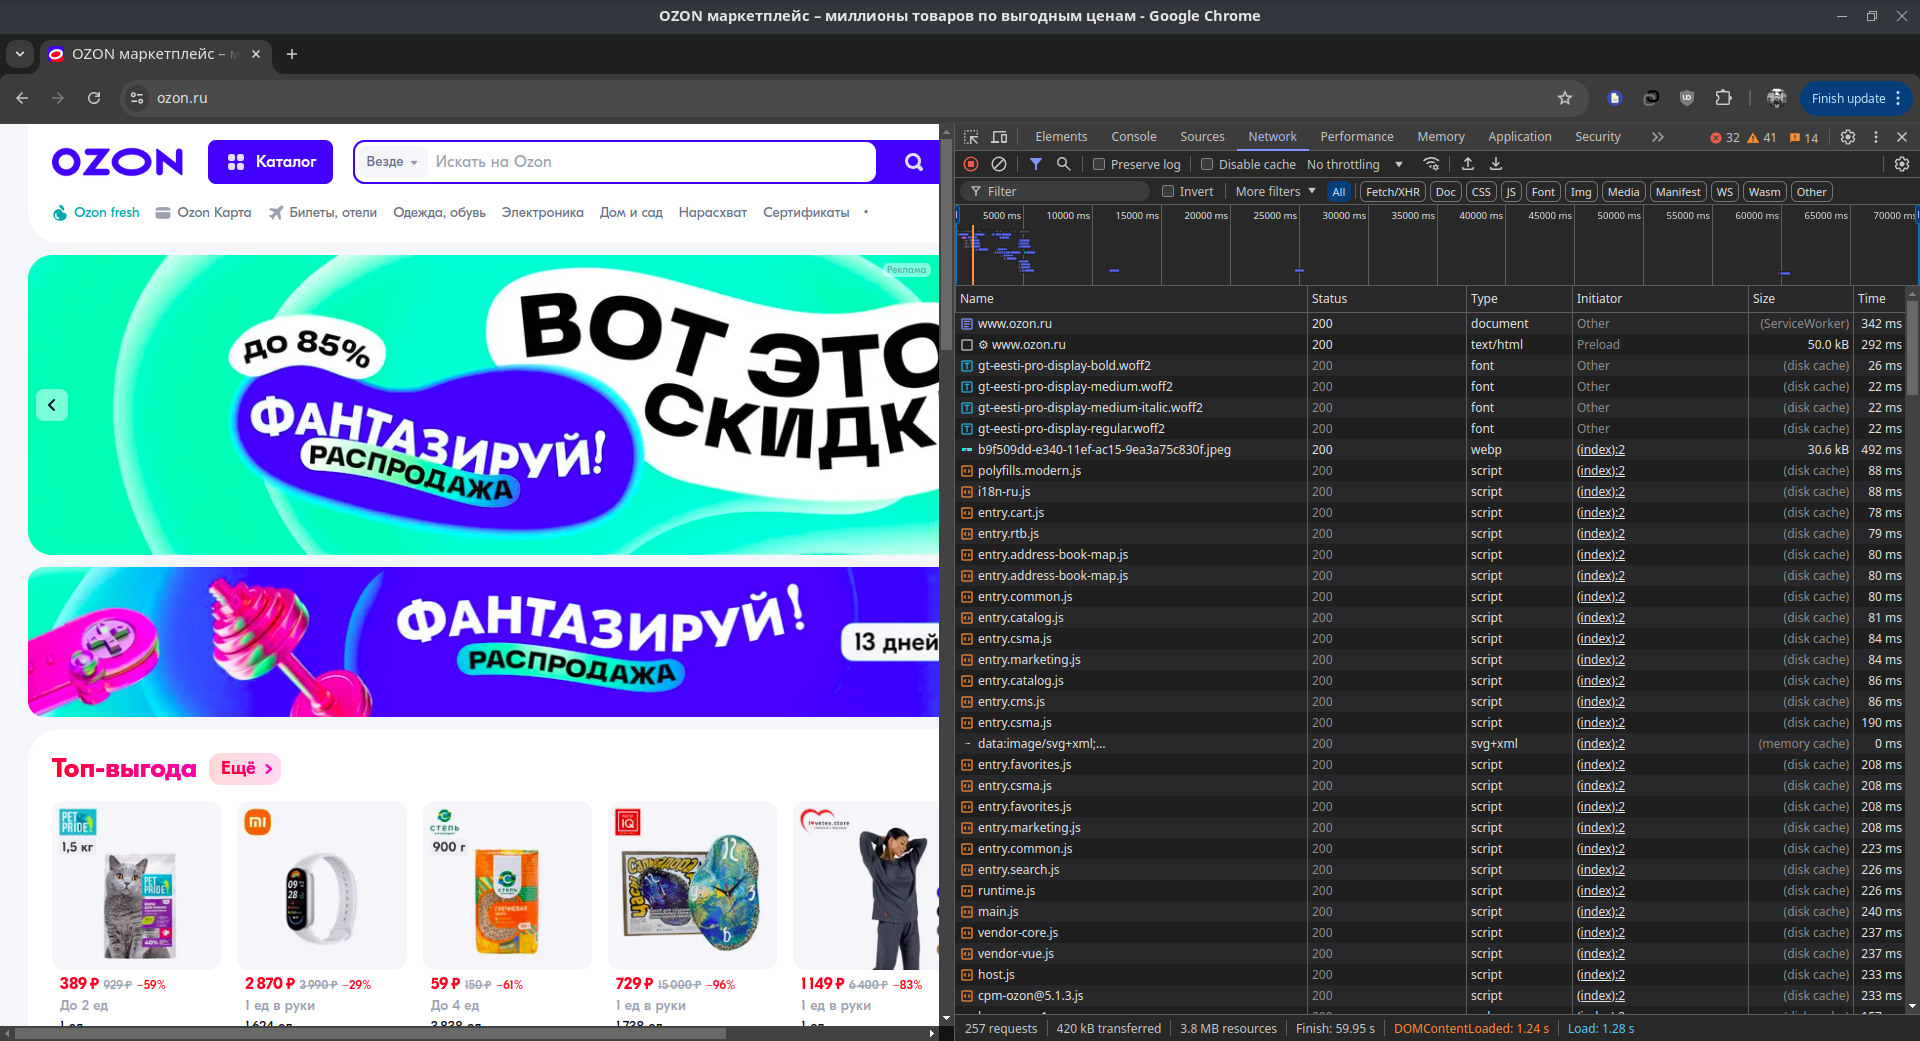 OZON маркетплейс – миллионы товаров по выгодным ценам - Google Chrome
OZON маркетплейс –
ozon.ru
Finish update
OZON
Каталог
Везде
Искать на Ozon
Ozon fresh
Ozon Карта
Билеты, отели
Одежда, обувь
Электроника
Дом и сад
Нарасхват
Сертификаты
Реклама
до 85%
ФАНТАЗИРУЙ!
РАСПРОДАЖА
ВОТ ЭТО
СКИДК
ФАНТАЗИРУЙ!
РАСПРОДАЖА
13 дней
Топ-выгода
Ещё
PET PRIDE
1,5 кг
389 ₽ 929 ₽ −59%
До 2 ед
2 870 ₽ 3 990 ₽ −29%
1 ед в руки
СТЕПЬ
900 г
59 ₽ 150 ₽ −61%
До 4 ед
IQ
729 ₽ 15 000 ₽ −96%
1 ед в руки
1 149 ₽ 6 400 ₽ −83%
1 ед в руки
Elements Console Sources Network Performance Memory Application Security
32 41 14
Preserve log Disable cache No throttling
Filter Invert More filters All Fetch/XHR Doc CSS JS Font Img Media Manifest WS Wasm Other
5000 ms 10000 ms 15000 ms 20000 ms 25000 ms 30000 ms 35000 ms 40000 ms 45000 ms 50000 ms 55000 ms 60000 ms 65000 ms 70000 ms
Name Status Type Initiator Size Time
www.ozon.ru 200 document Other (ServiceWorker) 342 ms
www.ozon.ru 200 text/html Preload 50.0 kB 292 ms
gt-eesti-pro-display-bold.woff2 200 font Other (disk cache) 26 ms
gt-eesti-pro-display-medium.woff2 200 font Other (disk cache) 22 ms
gt-eesti-pro-display-medium-italic.woff2 200 font Other (disk cache) 22 ms
gt-eesti-pro-display-regular.woff2 200 font Other (disk cache) 22 ms
b9f509dd-e340-11ef-ac15-9ea3a75c830f.jpeg 200 webp (index):2 30.6 kB 492 ms
polyfills.modern.js 200 script (index):2 (disk cache) 88 ms
i18n-ru.js 200 script (index):2 (disk cache) 88 ms
entry.cart.js 200 script (index):2 (disk cache) 78 ms
entry.rtb.js 200 script (index):2 (disk cache) 79 ms
entry.address-book-map.js 200 script (index):2 (disk cache) 80 ms
entry.address-book-map.js 200 script (index):2 (disk cache) 80 ms
entry.common.js 200 script (index):2 (disk cache) 80 ms
entry.catalog.js 200 script (index):2 (disk cache) 81 ms
entry.csma.js 200 script (index):2 (disk cache) 84 ms
entry.marketing.js 200 script (index):2 (disk cache) 84 ms
entry.catalog.js 200 script (index):2 (disk cache) 86 ms
entry.cms.js 200 script (index):2 (disk cache) 86 ms
entry.csma.js 200 script (index):2 (disk cache) 190 ms
data:image/svg+xml;... 200 svg+xml (index):2 (memory cache) 0 ms
entry.favorites.js 200 script (index):2 (disk cache) 208 ms
entry.csma.js 200 script (index):2 (disk cache) 208 ms
entry.favorites.js 200 script (index):2 (disk cache) 208 ms
entry.marketing.js 200 script (index):2 (disk cache) 208 ms
entry.common.js 200 script (index):2 (disk cache) 223 ms
entry.search.js 200 script (index):2 (disk cache) 226 ms
runtime.js 200 script (index):2 (disk cache) 226 ms
main.js 200 script (index):2 (disk cache) 240 ms
vendor-core.js 200 script (index):2 (disk cache) 237 ms
vendor-vue.js 200 script (index):2 (disk cache) 237 ms
host.js 200 script (index):2 (disk cache) 233 ms
cpm-ozon@5.1.3.js 200 script (index):2 (disk cache) 233 ms
257 requests 420 kB transferred 3.8 MB resources Finish: 59.95 s DOMContentLoaded: 1.24 s Load: 1.28 s